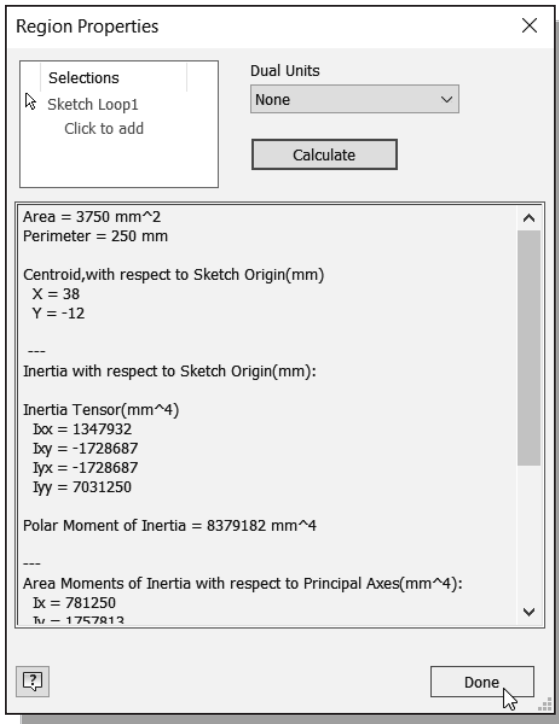 Region Properties
Selections
Sketch Loop1
Click to add
Dual Units
None
Calculate
Area = 3750 mm^2
Perimeter = 250 mm
Centroid,with respect to Sketch Origin(mm)
X = 38
Y = -12
---
Inertia with respect to Sketch Origin(mm):
Inertia Tensor(mm^4)
Ixx = 1347932
Ixy = -1728687
Iyx = -1728687
Iyy = 7031250
Polar Moment of Inertia = 8379182 mm^4
---
Area Moments of Inertia with respect to Principal Axes(mm^4):
Ix = 781250
Iy = 1757813
?
Done